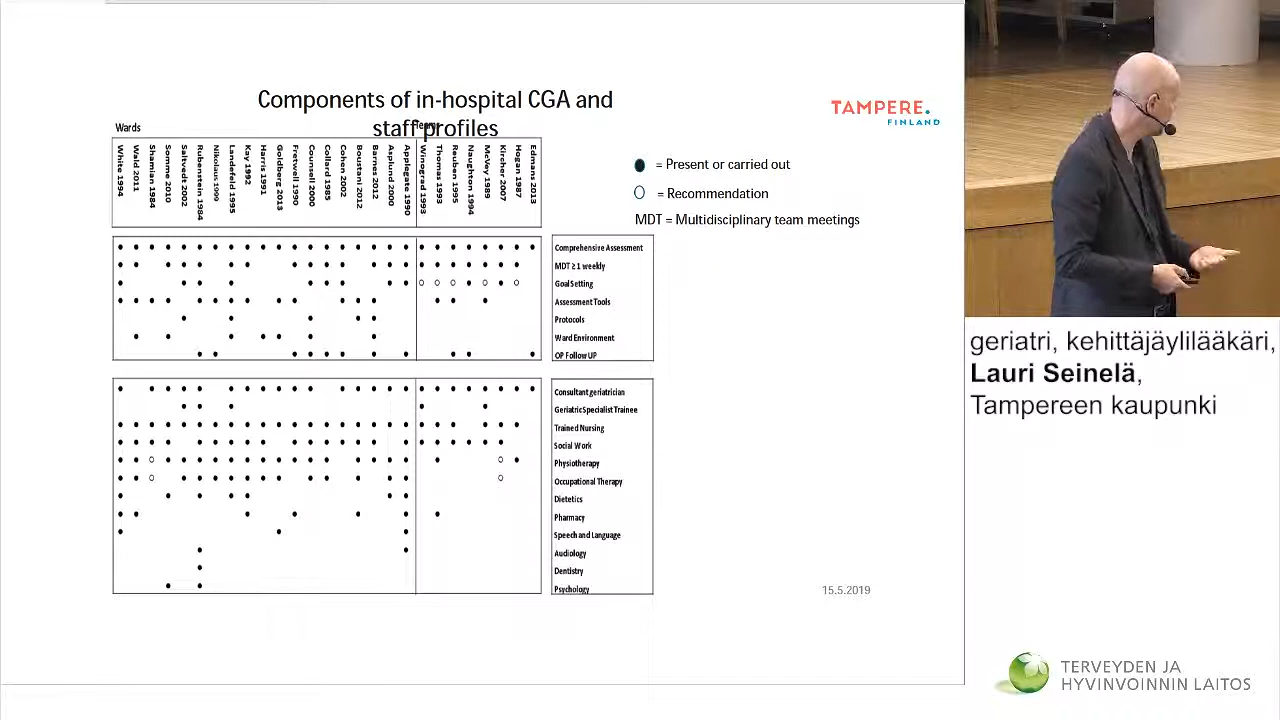 Components of in-hospital CGA and
staff profiles
Wards
TAMPERE.
FINLAND
White 1994
Wald 2011
Shamian 1984
Somme 2010
Saltvedt 2002
Rubenstein 1984
Nikolaus 1999
Landefeld 1995
Kay 1992
Harris 1991
Goldberg 2013
Fretwell 1990
Counsell 2000
Collard 1985
Cohen 2002
Boustani 2012
Barnes 2012
Asplund 2000
Applegate 1990
Winograd 1993
Thomas 1993
Reuben 1995
Naughton 1994
McVey 1989
Kircher 2007
Hogan 1987
Edmans 2013
= Present or carried out
= Recommendation
MDT = Multidisciplinary team meetings
Comprehensive Assessment
MDT ≥ 1 weekly
Goal Setting
Assessment Tools
Protocols
Ward Environment
OP Follow UP
Consultant geriatrician
Geriatric Specialist Trainee
Trained Nursing
Social Work
Physiotherapy
Occupational Therapy
Dietetics
Pharmacy
Speech and Language
Audiology
Dentistry
Psychology
15.5.2019
geriatri, kehittäjäylilääkäri,
Lauri Seinelä,
Tampereen kaupunki
TERVEYDEN JA
HYVINVOINNIN LAITOS